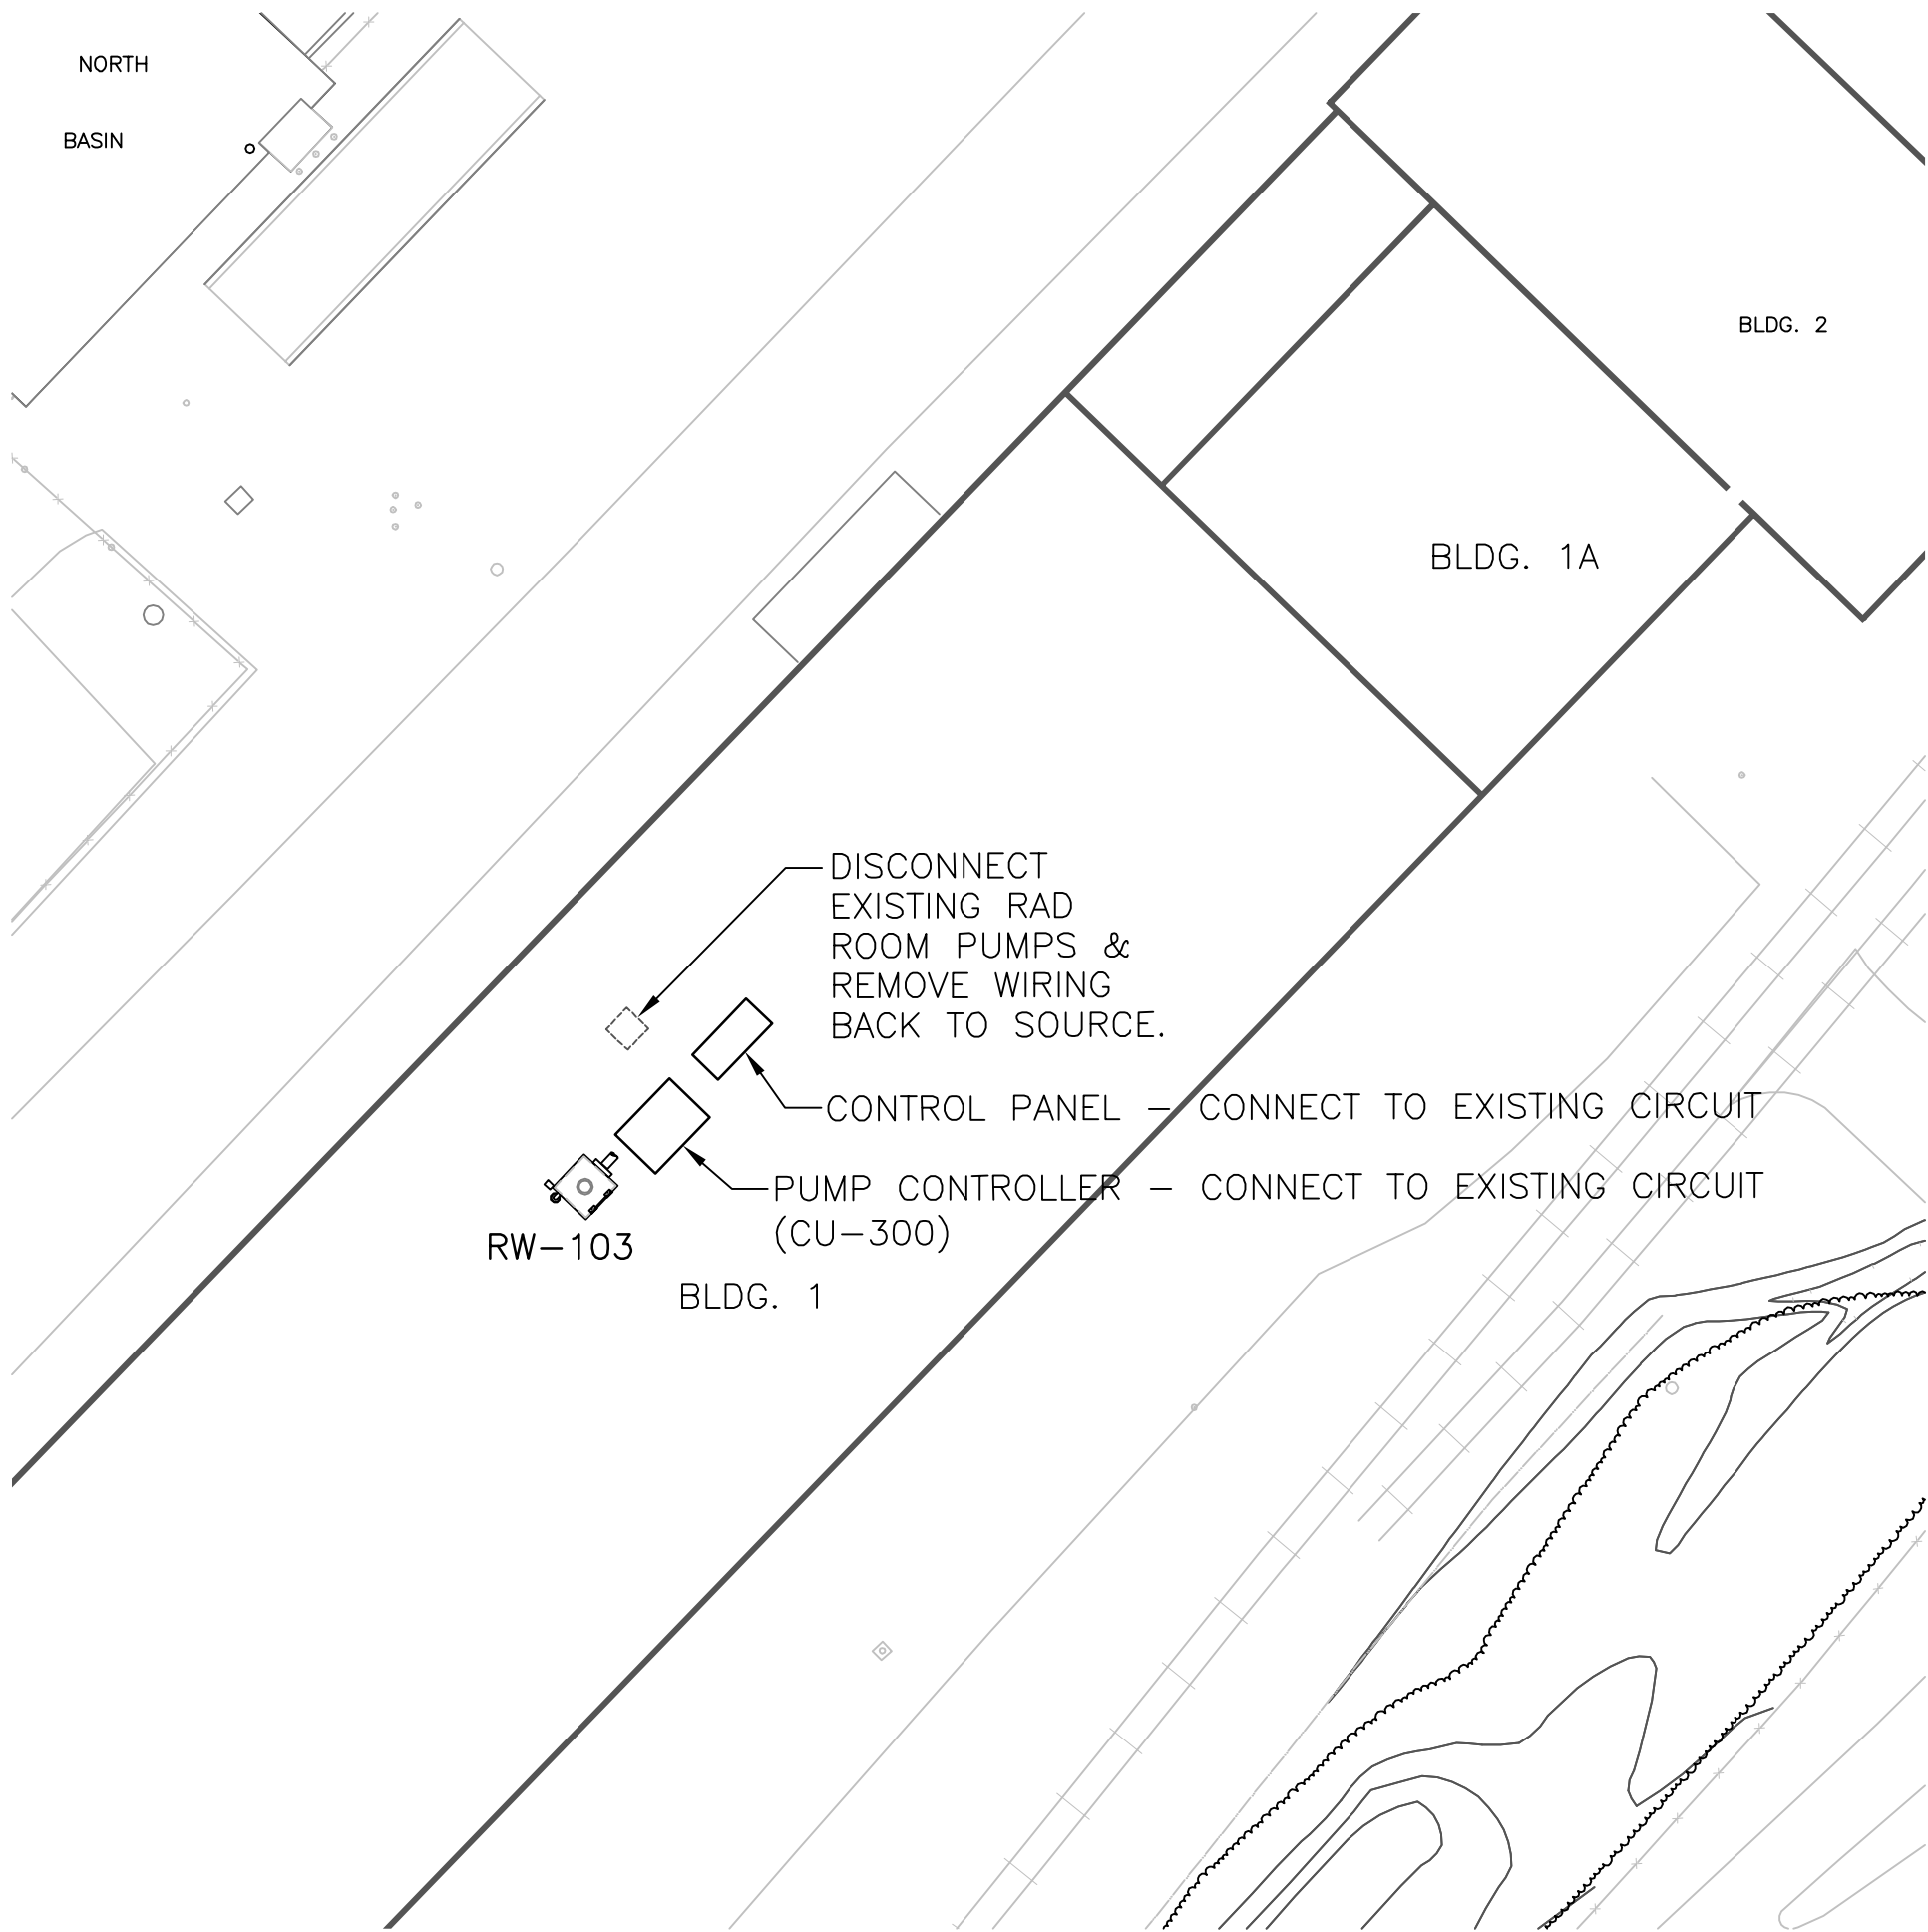 NORTH
BASIN
BLDG. 2
BLDG. 1A
DISCONNECT
EXISTING RAD
ROOM PUMPS &
REMOVE WIRING
BACK TO SOURCE.
CONTROL PANEL – CONNECT TO EXISTING CIRCUIT
PUMP CONTROLLER – CONNECT TO EXISTING CIRCUIT
(CU–300)
RW–103
BLDG. 1